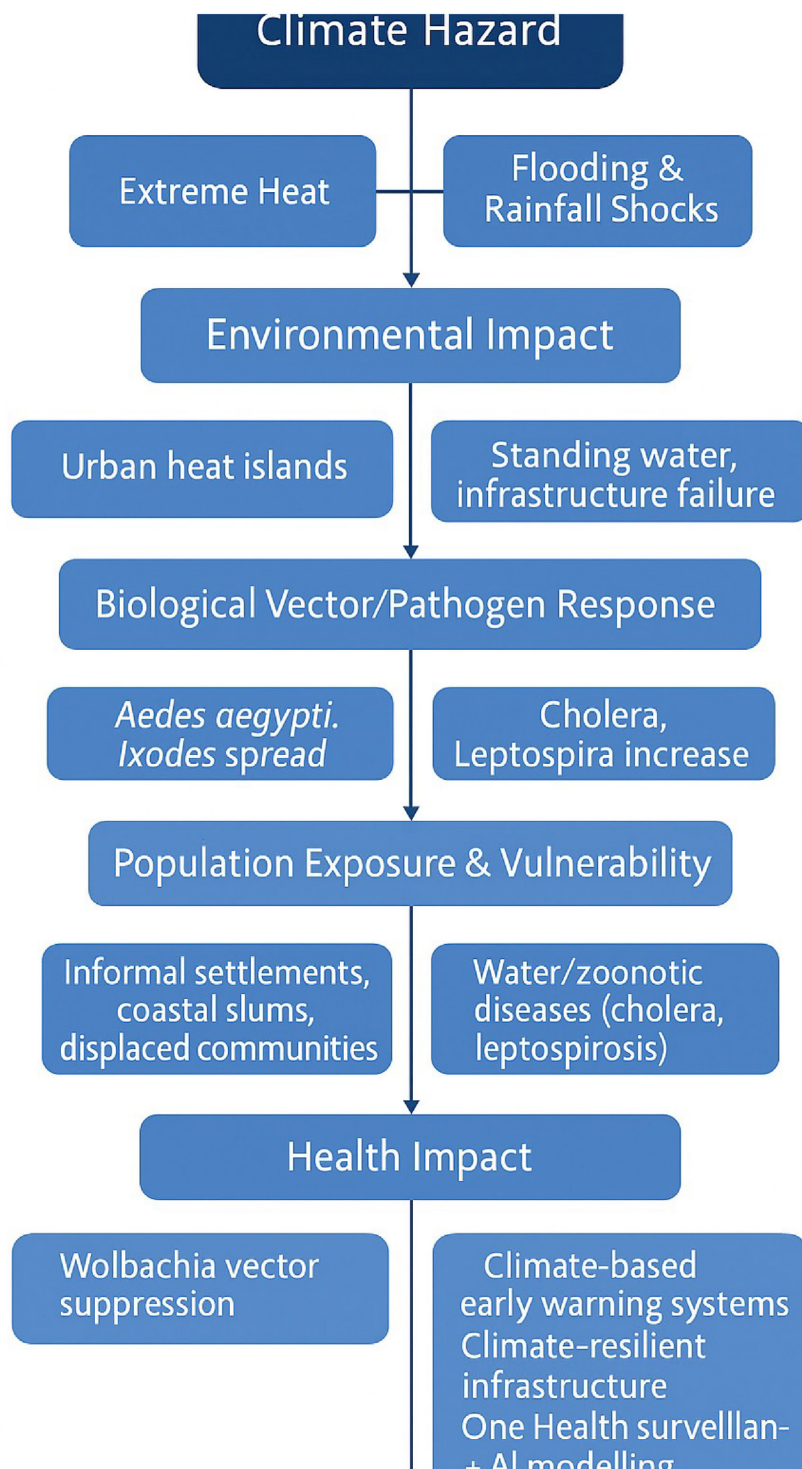 Climate Hazard
Extreme Heat
Flooding &
Rainfall Shocks
Environmental Impact
Urban heat islands
Standing water,
infrastructure failure
Biological Vector/Pathogen Response
Aedes aegypti.
Ixodes spread
Cholera,
Leptospira increase
Population Exposure & Vulnerability
Informal settlements,
coastal slums,
displaced communities
Water/zoonotic
diseases (cholera,
leptospirosis)
Health Impact
Wolbachia vector
suppression
Climate-based
early warning systems
Climate-resilient
infrastructure
One Health survelllan-
+ AI modelling